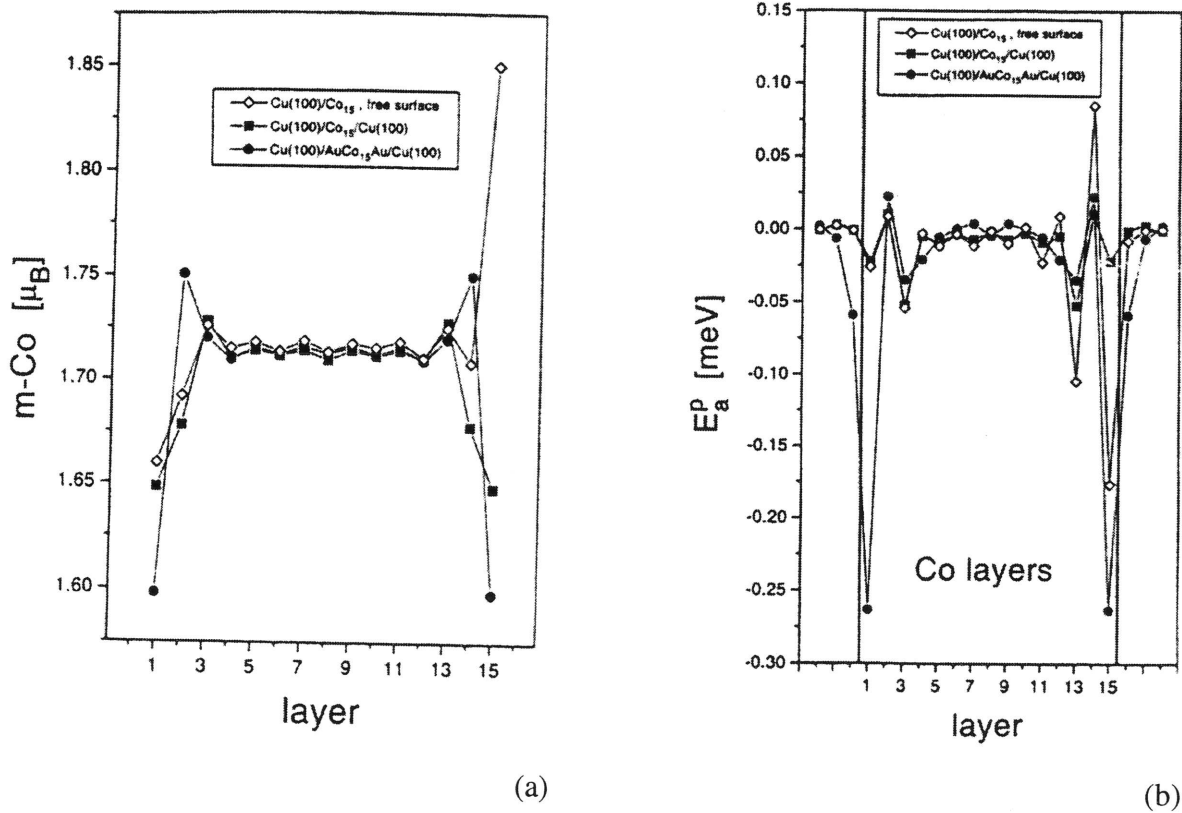 1.85
1.80
1.75
1.70
1.65
1.60
m-Co [μB]
Cu(100)/Co15 , free surface
Cu(100)/Co15/Cu(100)
Cu(100)/AuCo15Au/Cu(100)
1 3 5 7 9 11 13 15
layer
(a)
0.15
0.10
0.05
0.00
-0.05
-0.10
-0.15
-0.20
-0.25
-0.30
E_a^p [meV]
Cu(100)/Co15 , free surface
Cu(100)/Co15/Cu(100)
Cu(100)/AuCo15Au/Cu(100)
Co layers
1 3 5 7 9 11 13 15
layer
(b)